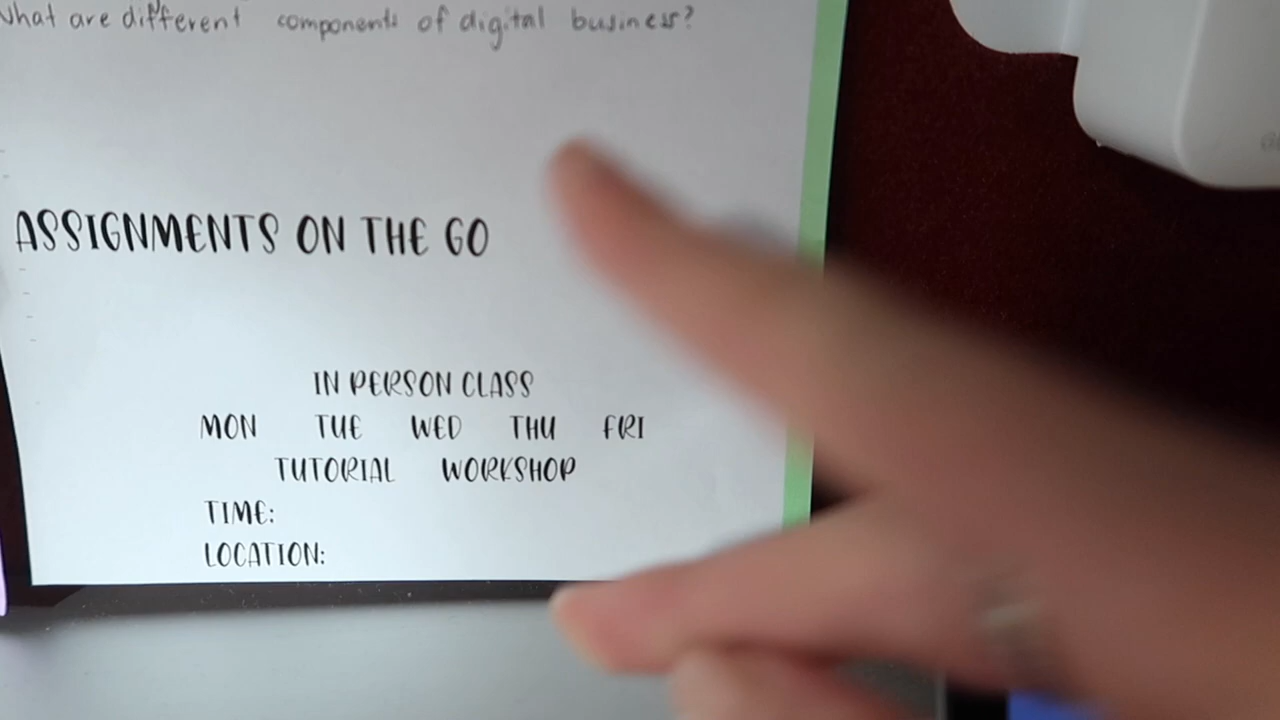 What are different components of digital business?
ASSIGNMENTS ON THE GO
IN PERSON CLASS
MON TUE WED THU FRI
TUTORIAL WORKSHOP
TIME:
LOCATION: